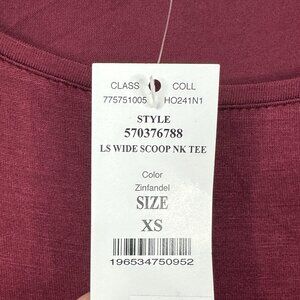 CLASS COLL
775751005 HO241N1
STYLE
570376788
LS WIDE SCOOP NK TEE
Color
Zinfandel
SIZE
XS
196534750952